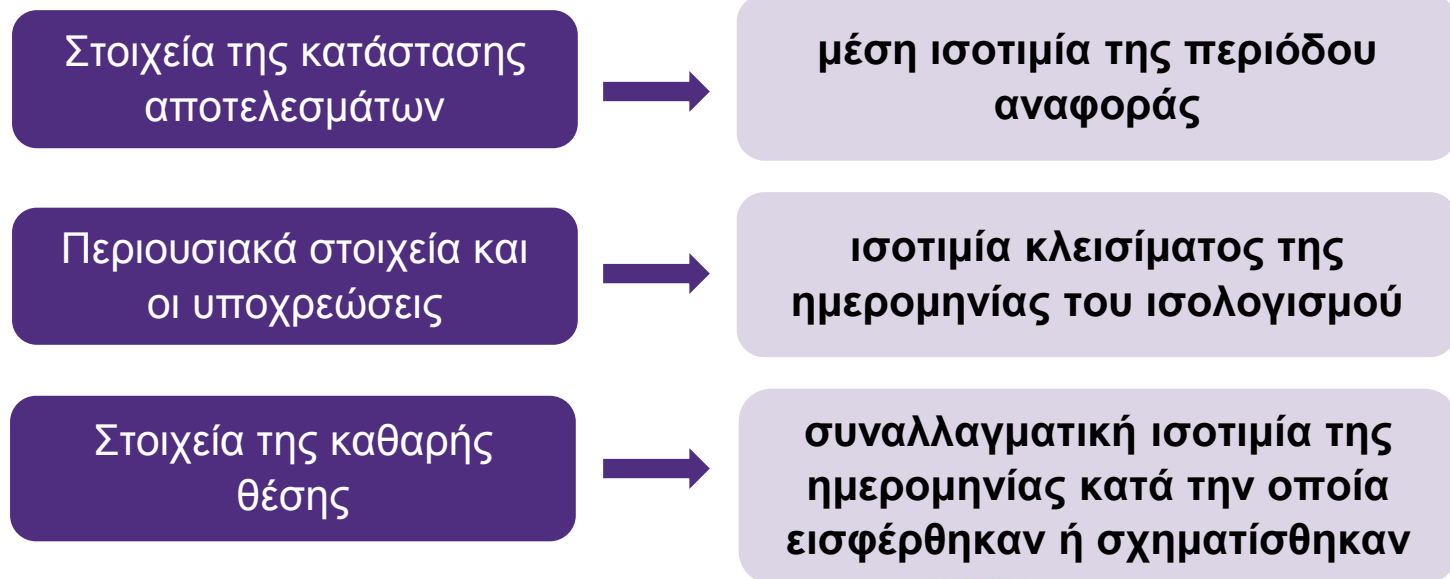 Στοιχεία της κατάστασης
αποτελεσμάτων
μέση ισοτιμία της περιόδου
αναφοράς
Περιουσιακά στοιχεία και
οι υποχρεώσεις
ισοτιμία κλεισίματος της
ημερομηνίας του ισολογισμού
Στοιχεία της καθαρής
θέσης
συναλλαγματική ισοτιμία της
ημερομηνίας κατά την οποία
εισφέρθηκαν ή σχηματίσθηκαν